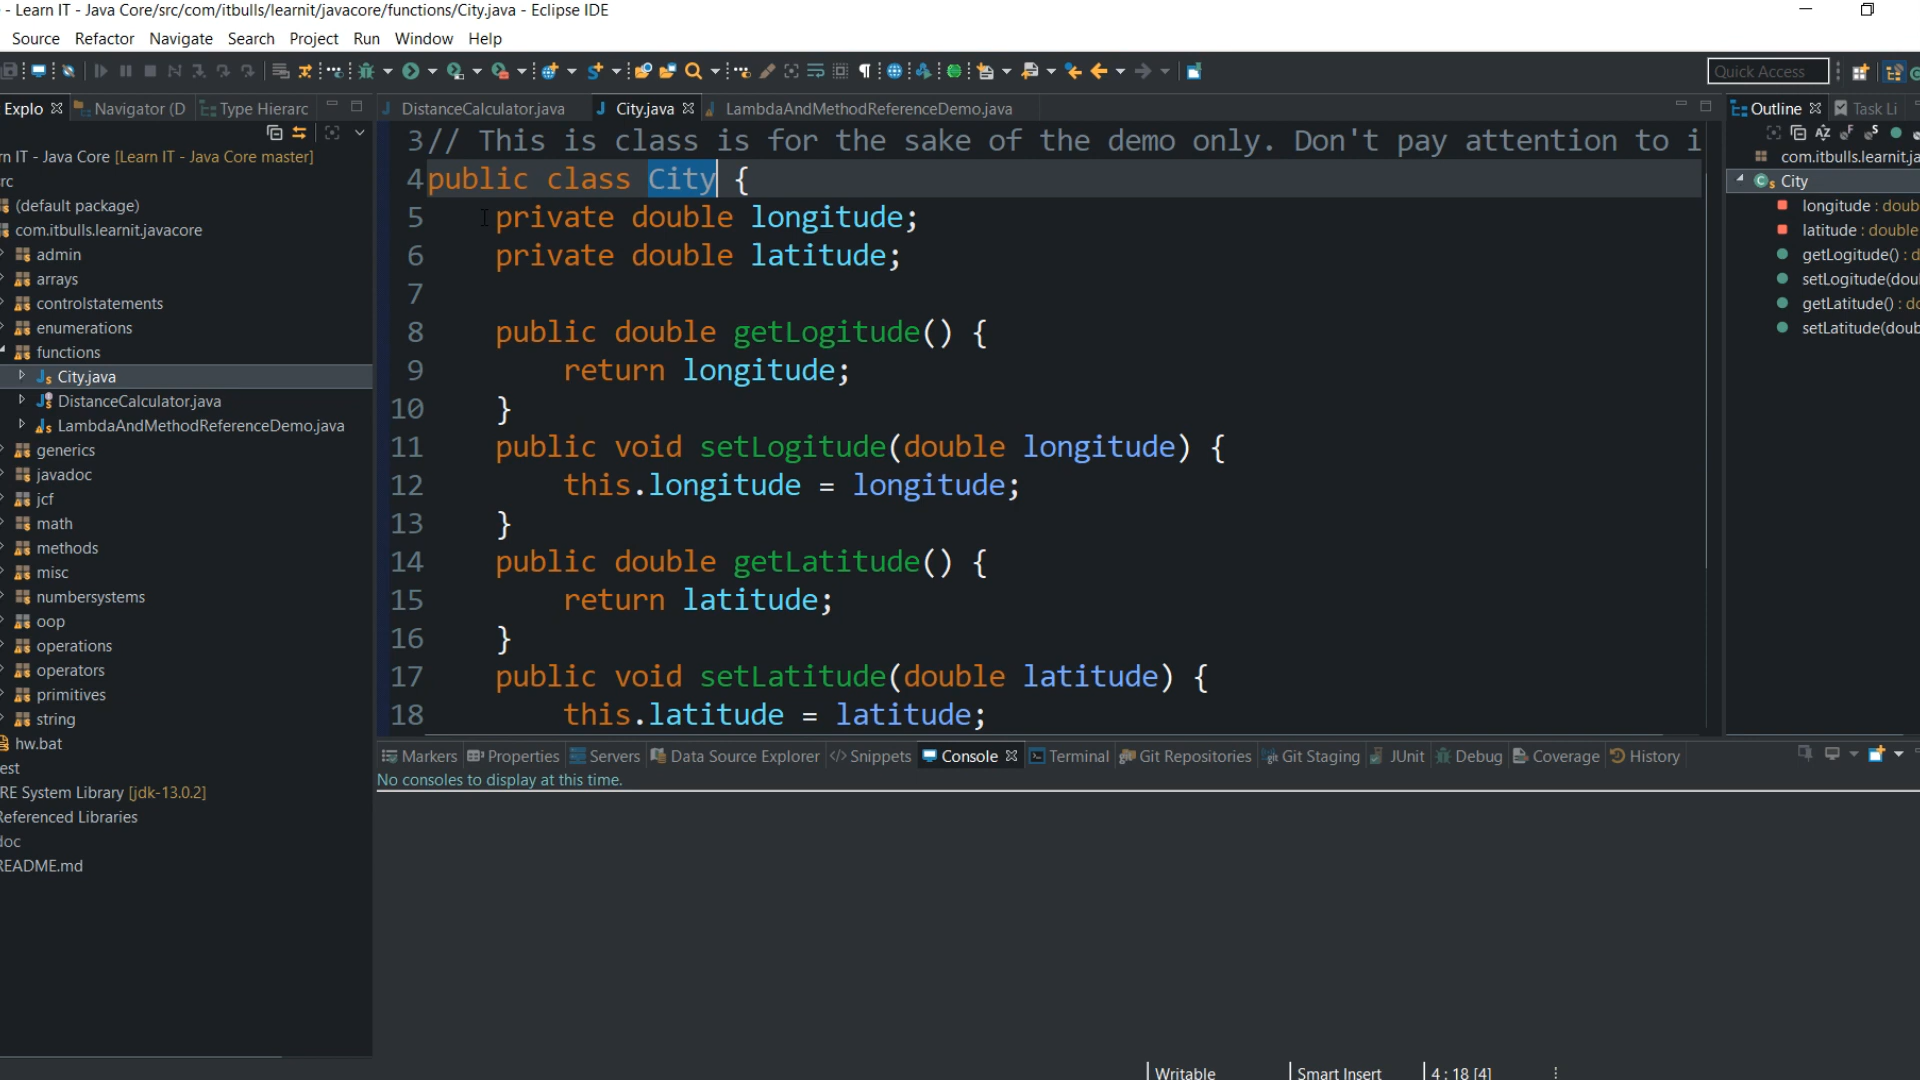 - Learn IT - Java Core/src/com/itbulls/learnit/javacore/functions/City.java - Eclipse IDE
Source Refactor Navigate Search Project Run Window Help
Quick Access
Explo Navigator (D Type Hierarc
DistanceCalculator.java City.java LambdaAndMethodReferenceDemo.java
Outline Task Li
rn IT - Java Core [Learn IT - Java Core master]
rc
(default package)
com.itbulls.learnit.javacore
admin
arrays
controlstatements
enumerations
functions
City.java
DistanceCalculator.java
LambdaAndMethodReferenceDemo.java
generics
javadoc
jcf
math
methods
misc
numbersystems
oop
operations
operators
primitives
string
hw.bat
est
RE System Library [jdk-13.0.2]
Referenced Libraries
doc
README.md
3// This is class is for the sake of the demo only. Don't pay attention to i
4public class City {
5 private double longitude;
6 private double latitude;
7
8 public double getLogitude() {
9 return longitude;
10 }
11 public void setLogitude(double longitude) {
12 this.longitude = longitude;
13 }
14 public double getLatitude() {
15 return latitude;
16 }
17 public void setLatitude(double latitude) {
18 this.latitude = latitude;
com.itbulls.learnit.ja
City
longitude : doub
latitude : double
getLogitude() : d
setLogitude(doul
getLatitude() : do
setLatitude(doub
Markers Properties Servers Data Source Explorer Snippets Console Terminal Git Repositories Git Staging JUnit Debug Coverage History
No consoles to display at this time.
Writable Smart Insert 4 : 18 [4]